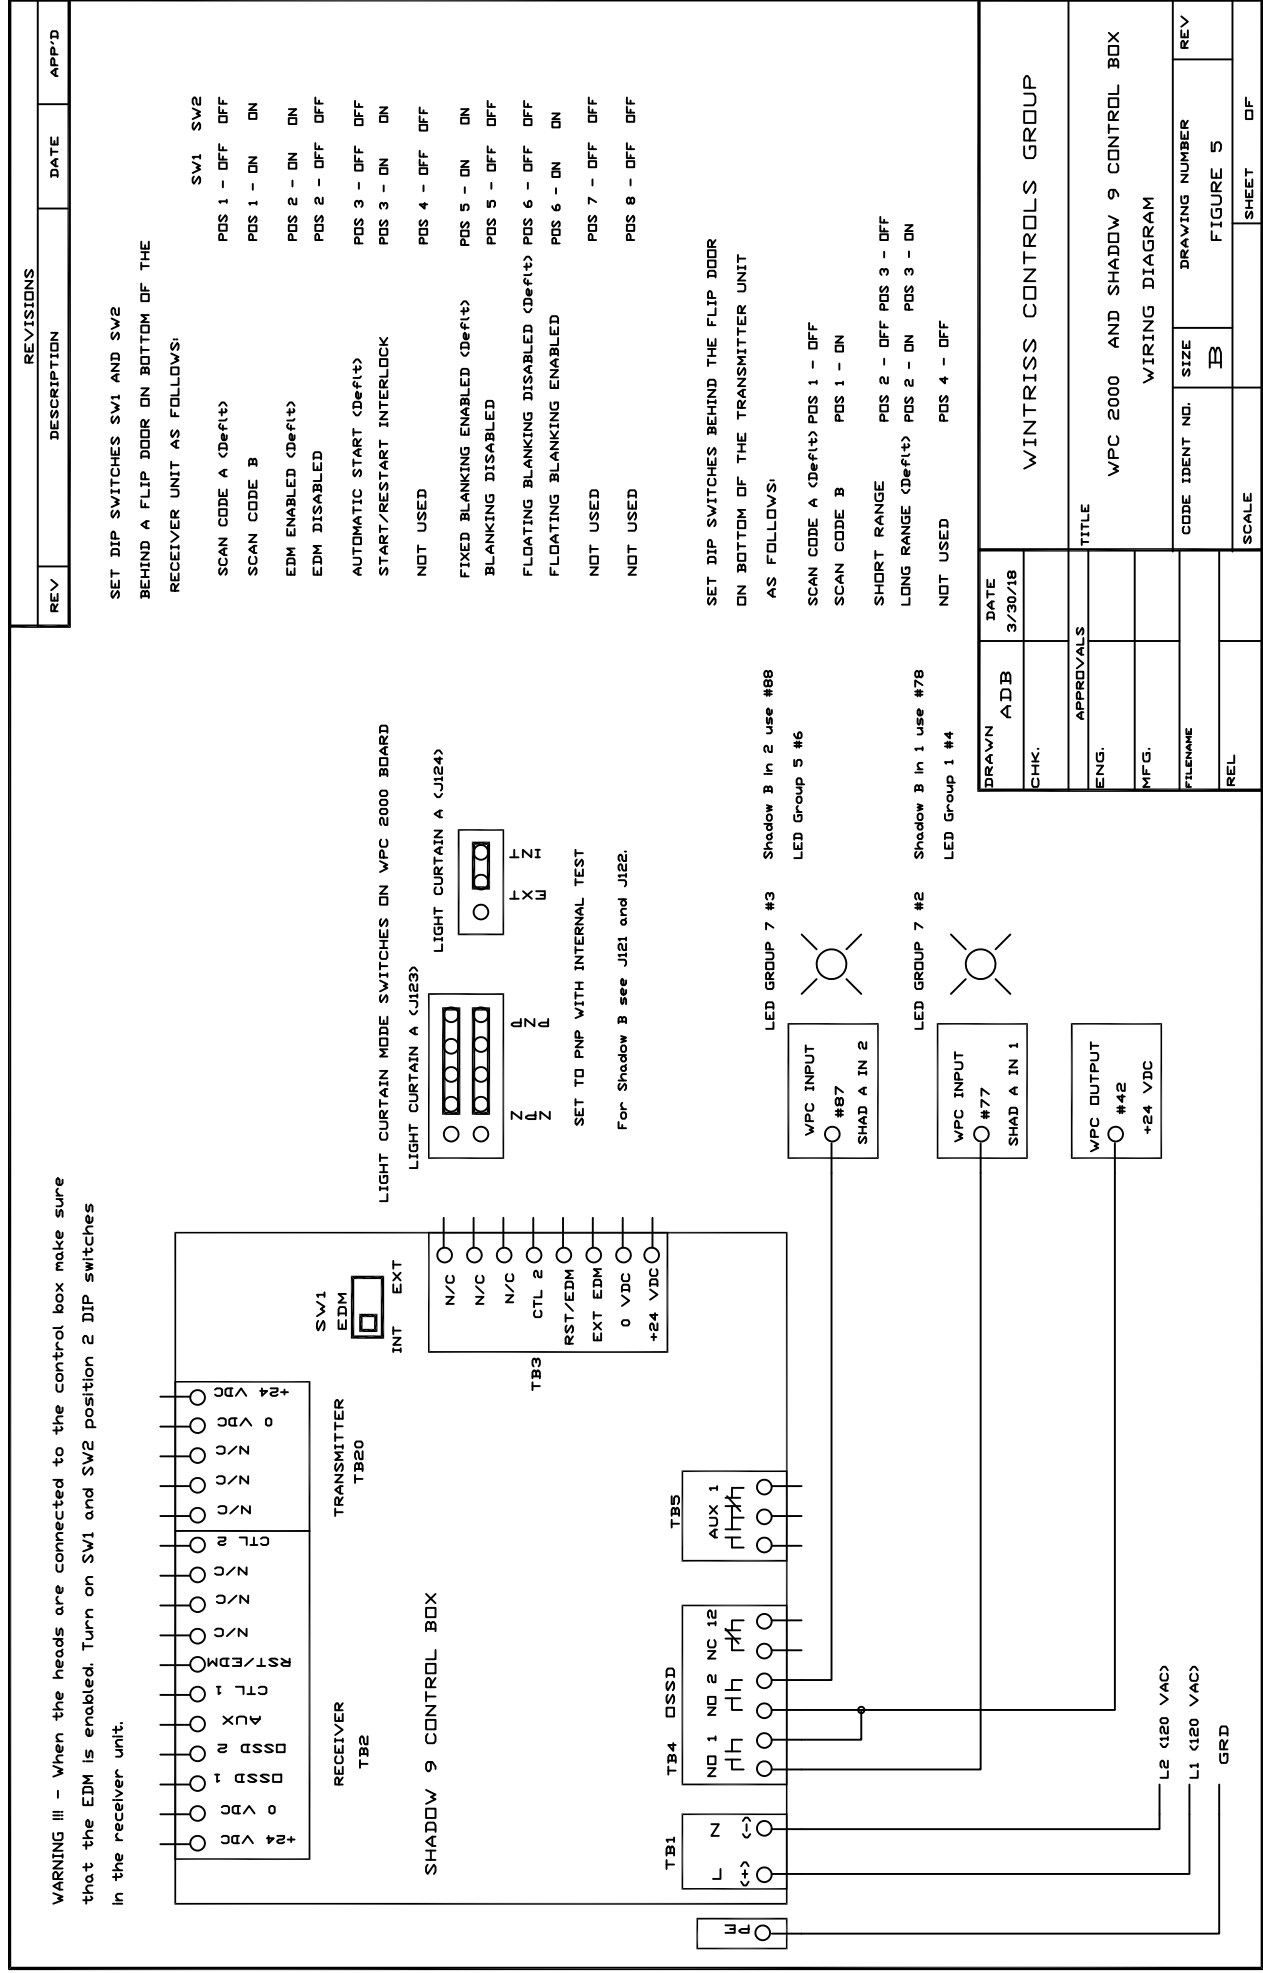 WARNING !!! - When the heads are connected to the control box make sure
that the EDM is enabled. Turn on SW1 and SW2 position 2 DIP switches
in the receiver unit.
REVISIONS
REV DESCRIPTION DATE APP'D
SET DIP SWITCHES SW1 AND SW2
BEHIND A FLIP DOOR ON BOTTOM OF THE
RECEIVER UNIT AS FOLLOWS:
SW1 SW2
SCAN CODE A (Deflt) POS 1 - OFF OFF
SCAN CODE B POS 1 - ON ON
EDM ENABLED (Deflt) POS 2 - ON ON
EDM DISABLED POS 2 - OFF OFF
AUTOMATIC START (Deflt) POS 3 - OFF OFF
START/RESTART INTERLOCK POS 3 - ON ON
NOT USED POS 4 - OFF OFF
FIXED BLANKING ENABLED (Deflt) POS 5 - ON ON
BLANKING DISABLED POS 5 - OFF OFF
FLOATING BLANKING DISABLED (Deflt) POS 6 - OFF OFF
FLOATING BLANKING ENABLED POS 6 - ON ON
NOT USED POS 7 - OFF OFF
NOT USED POS 8 - OFF OFF
SET DIP SWITCHES BEHIND THE FLIP DOOR
ON BOTTOM OF THE TRANSMITTER UNIT
AS FOLLOWS:
SCAN CODE A (Deflt) POS 1 - OFF
SCAN CODE B POS 1 - ON
SHORT RANGE POS 2 - OFF POS 3 - OFF
LONG RANGE (Deflt) POS 2 - ON POS 3 - ON
NOT USED POS 4 - OFF
+24 VDC
0 VDC
OSSD 1
OSSD 2
AUX
CTL 1
RST/EDM
N/C
N/C
N/C
CTL 2
N/C
N/C
N/C
0 VDC
+24 VDC
RECEIVER
TB2
TRANSMITTER
TB20
SW1
EDM
INT EXT
SHADOW 9 CONTROL BOX
TB3
N/C
N/C
N/C
CTL 2
RST/EDM
EXT EDM
0 VDC
+24 VDC
LIGHT CURTAIN MODE SWITCHES ON WPC 2000 BOARD
LIGHT CURTAIN A (J123)
LIGHT CURTAIN A (J124)
NPN
PNP
EXT
INT
SET TO PNP WITH INTERNAL TEST
For Shadow B see J121 and J122.
PE
TB1
L
(+)
N
(-)
TB4 OSSD
NO 1 NO 2 NC 12
TB5
AUX 1
LED GROUP 7 #3
Shadow B In 2 use #88
LED Group 5 #6
WPC INPUT
#87
SHAD A IN 2
LED GROUP 7 #2
Shadow B In 1 use #78
LED Group 1 #4
WPC INPUT
#77
SHAD A IN 1
WPC OUTPUT
#42
+24 VDC
L2 (120 VAC)
L1 (120 VAC)
GRD
DRAWN
ADB
DATE
3/30/18
CHK.
APPROVALS
ENG.
MFG.
FILENAME
REL
WINTRISS CONTROLS GROUP
TITLE
WPC 2000 AND SHADOW 9 CONTROL BOX
WIRING DIAGRAM
CODE IDENT NO.
SIZE
B
DRAWING NUMBER
FIGURE 5
REV
SCALE
SHEET OF